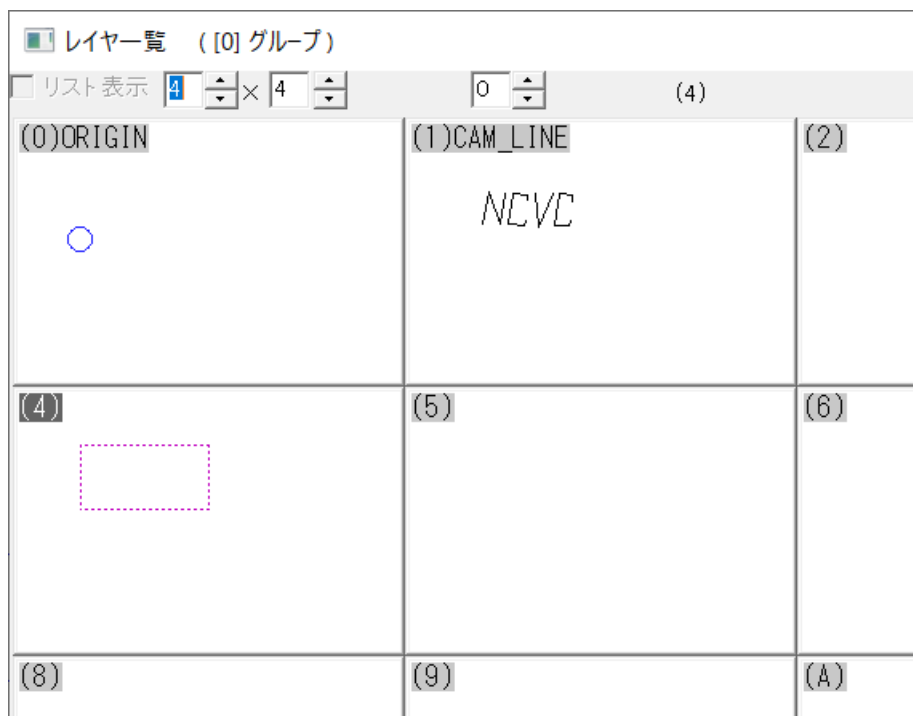 レイヤ一覧 ( [0] グループ )
リスト表示 4 × 4 0 (4)
(0)ORIGIN (1)CAM_LINE (2)
NCVC
(4) (5) (6)
(8) (9) (A)